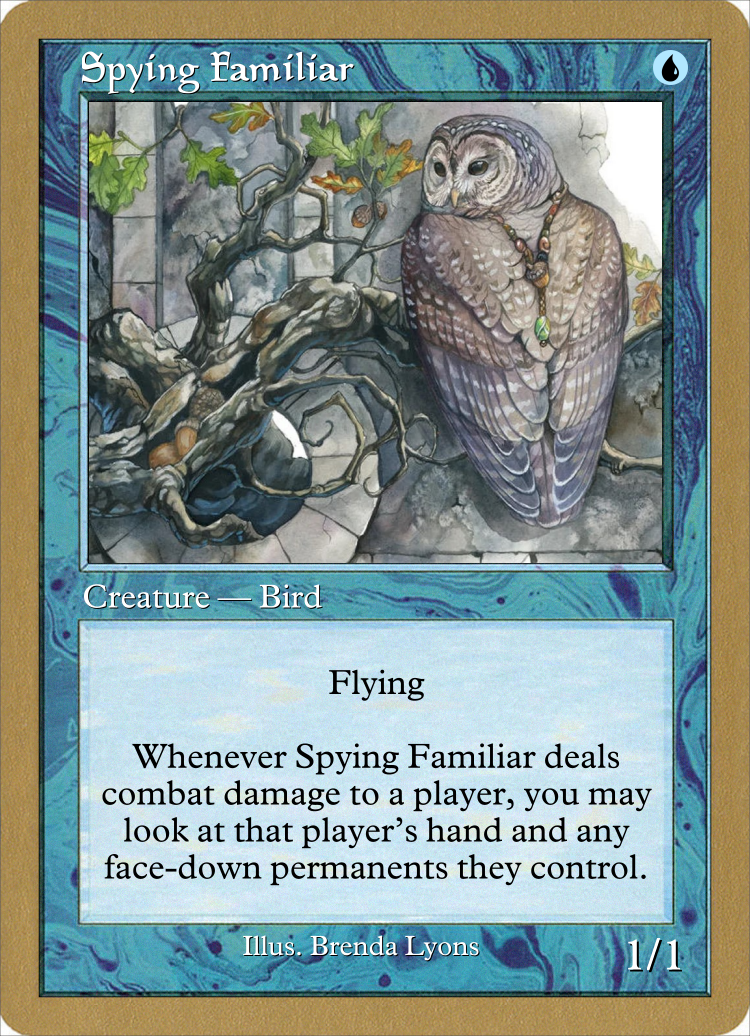 Spying Familiar
Creature — Bird
Flying
Whenever Spying Familiar deals
combat damage to a player, you may
look at that player's hand and any
face-down permanents they control.
Illus. Brenda Lyons
1/1